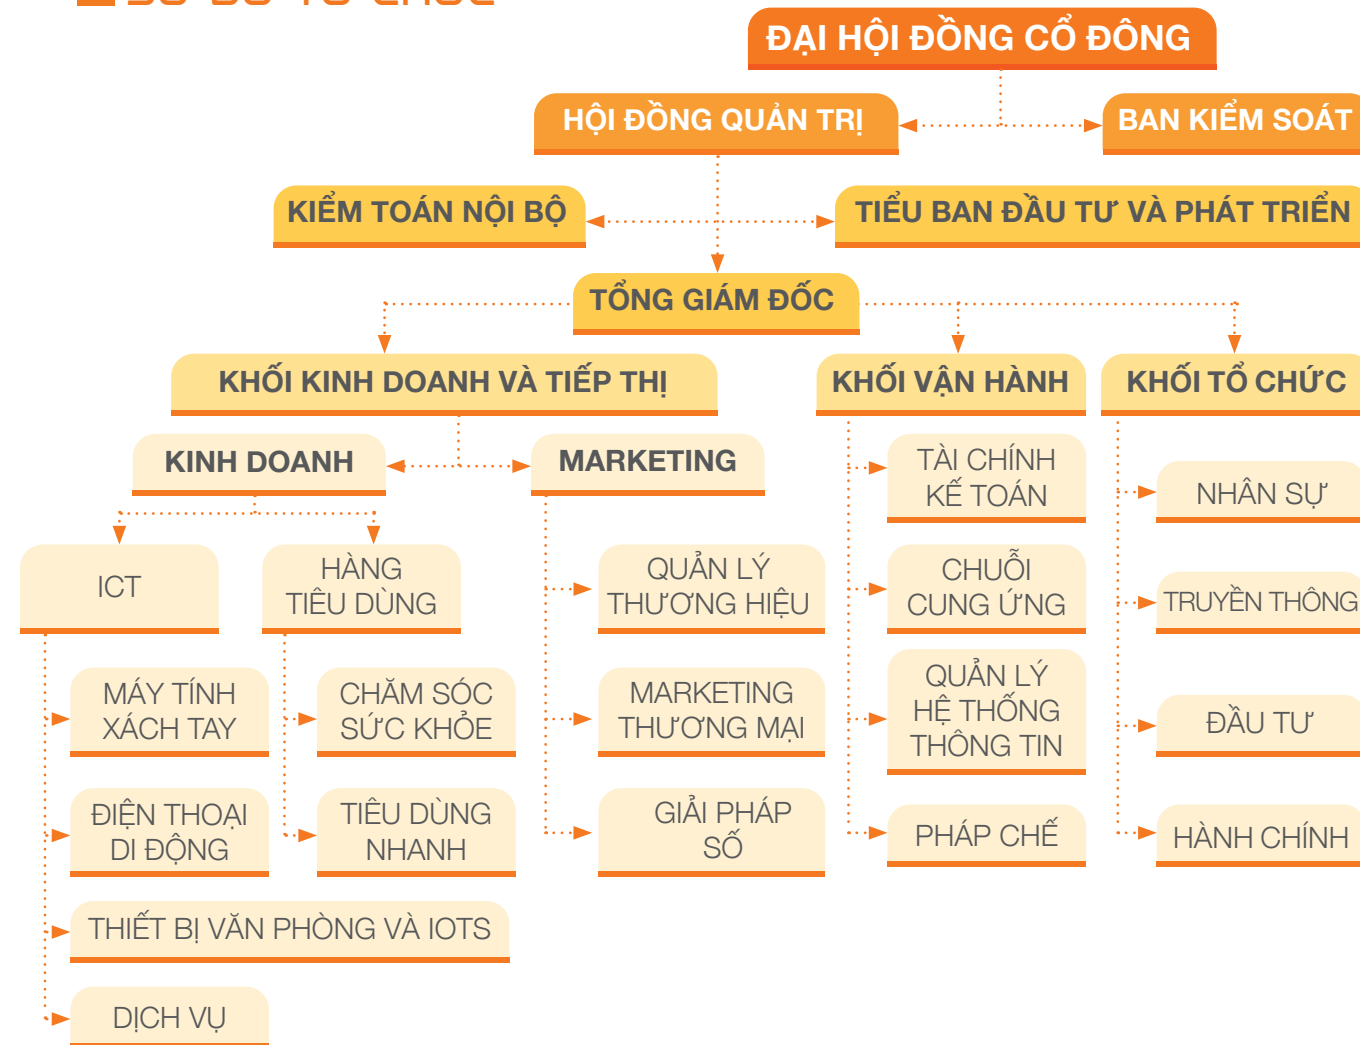 SƠ ĐỒ TỔ CHỨC
ĐẠI HỘI ĐỒNG CỔ ĐÔNG
HỘI ĐỒNG QUẢN TRỊ
BAN KIỂM SOÁT
KIỂM TOÁN NỘI BỘ
TIỂU BAN ĐẦU TƯ VÀ PHÁT TRIỂN
TỔNG GIÁM ĐỐC
KHỐI KINH DOANH VÀ TIẾP THỊ
KHỐI VẬN HÀNH
KHỐI TỔ CHỨC
KINH DOANH
MARKETING
ICT
HÀNG
TIÊU DÙNG
MÁY TÍNH
XÁCH TAY
ĐIỆN THOẠI
DI ĐỘNG
THIẾT BỊ VĂN PHÒNG VÀ IOTS
DỊCH VỤ
CHĂM SÓC
SỨC KHỎE
TIÊU DÙNG
NHANH
QUẢN LÝ
THƯƠNG HIỆU
MARKETING
THƯƠNG MẠI
GIẢI PHÁP
SỐ
TÀI CHÍNH
KẾ TOÁN
CHUỖI
CUNG ỨNG
QUẢN LÝ
HỆ THỐNG
THÔNG TIN
PHÁP CHẾ
NHÂN SỰ
TRUYỀN THÔNG
ĐẦU TƯ
HÀNH CHÍNH